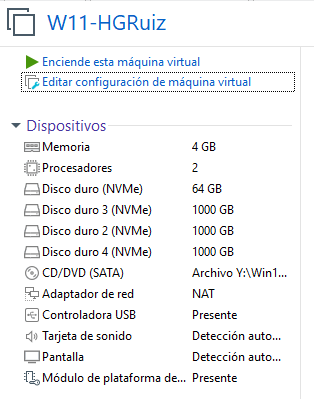 W11-HGRuiz
Enciende esta máquina virtual
Editar configuración de máquina virtual
Dispositivos
Memoria 4 GB
Procesadores 2
Disco duro (NVMe) 64 GB
Disco duro 3 (NVMe) 1000 GB
Disco duro 2 (NVMe) 1000 GB
Disco duro 4 (NVMe) 1000 GB
CD/DVD (SATA) Archivo Y:\Win1...
Adaptador de red NAT
Controladora USB Presente
Tarjeta de sonido Detección auto...
Pantalla Detección auto...
Módulo de plataforma de... Presente